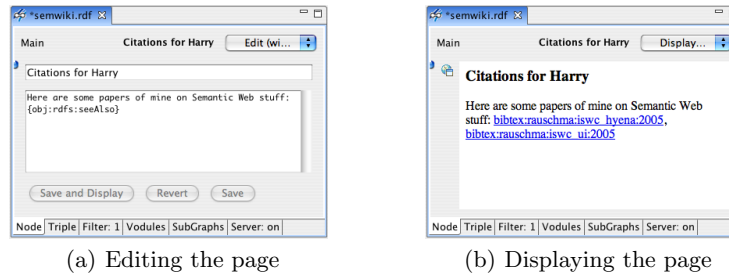 *semwiki.rdf
Main Citations for Harry Edit (wi...
Citations for Harry
Here are some papers of mine on Semantic Web stuff:
{obj:rdfs:seeAlso}
Save and Display Revert Save
Node Triple Filter: 1 Vodules SubGraphs Server: on
(a) Editing the page
*semwiki.rdf
Main Citations for Harry Display...
Citations for Harry
Here are some papers of mine on Semantic Web
stuff: bibtex:rauschma:iswc_hyena:2005,
bibtex:rauschma:iswc_ui:2005
Node Triple Filter: 1 Vodules SubGraphs Server: on
(b) Displaying the page